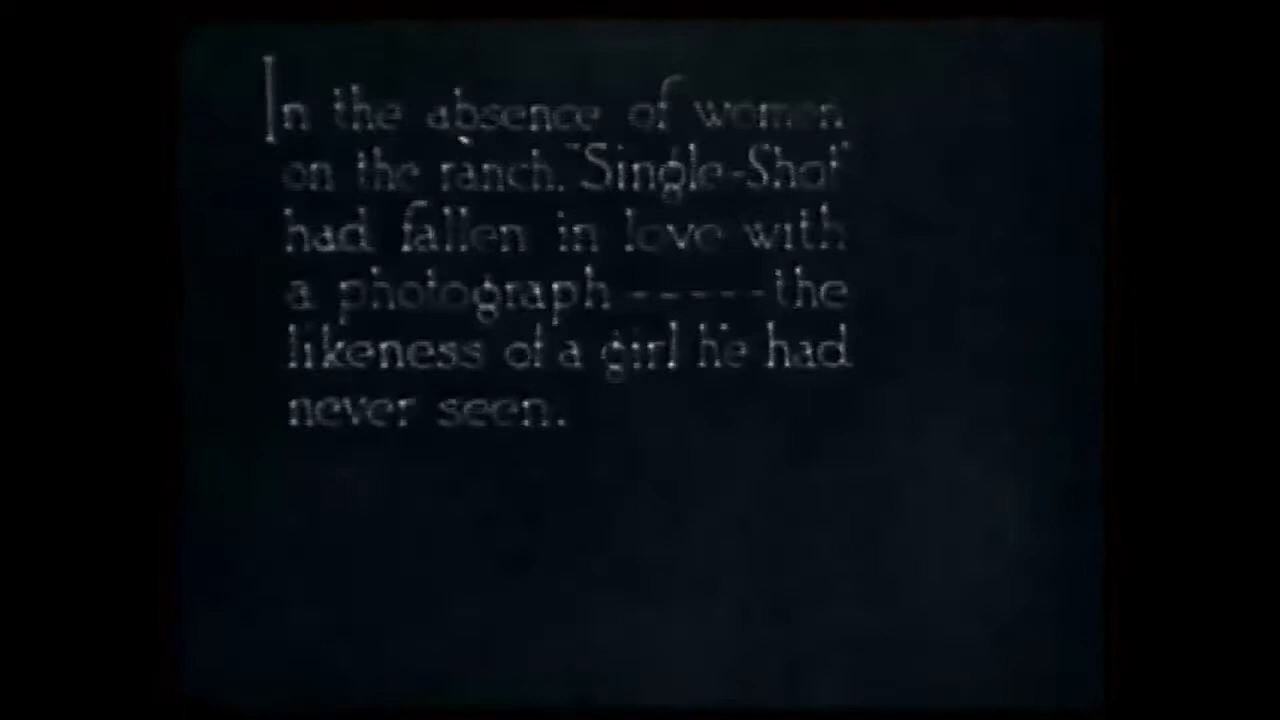 In the absence of women
on the ranch, "Single-Shot"
had fallen in love with
a photograph-----the
likeness of a girl he had
never seen.